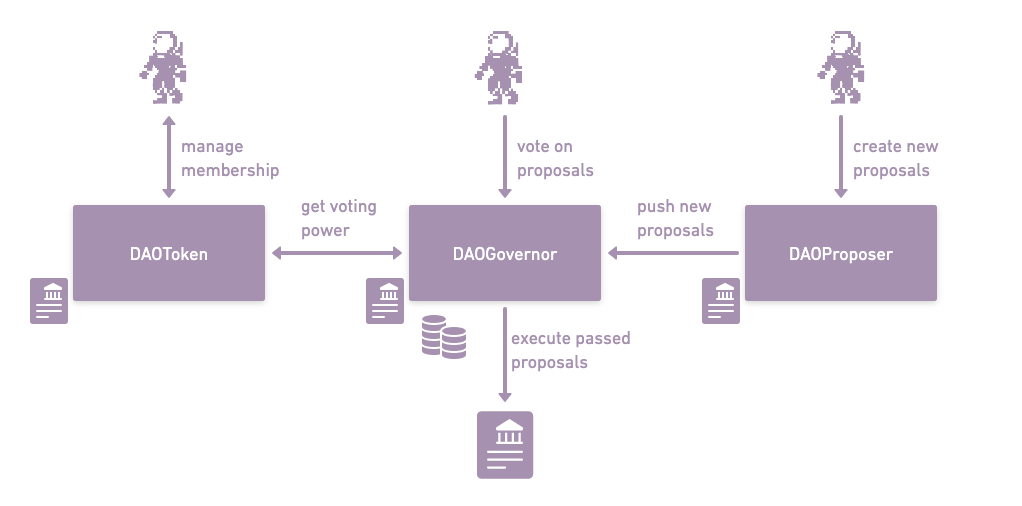 manage
membership
vote on
proposals
create new
proposals
get voting
power
push new
proposals
DAOToken
DAOGovernor
DAOProposer
execute passed
proposals